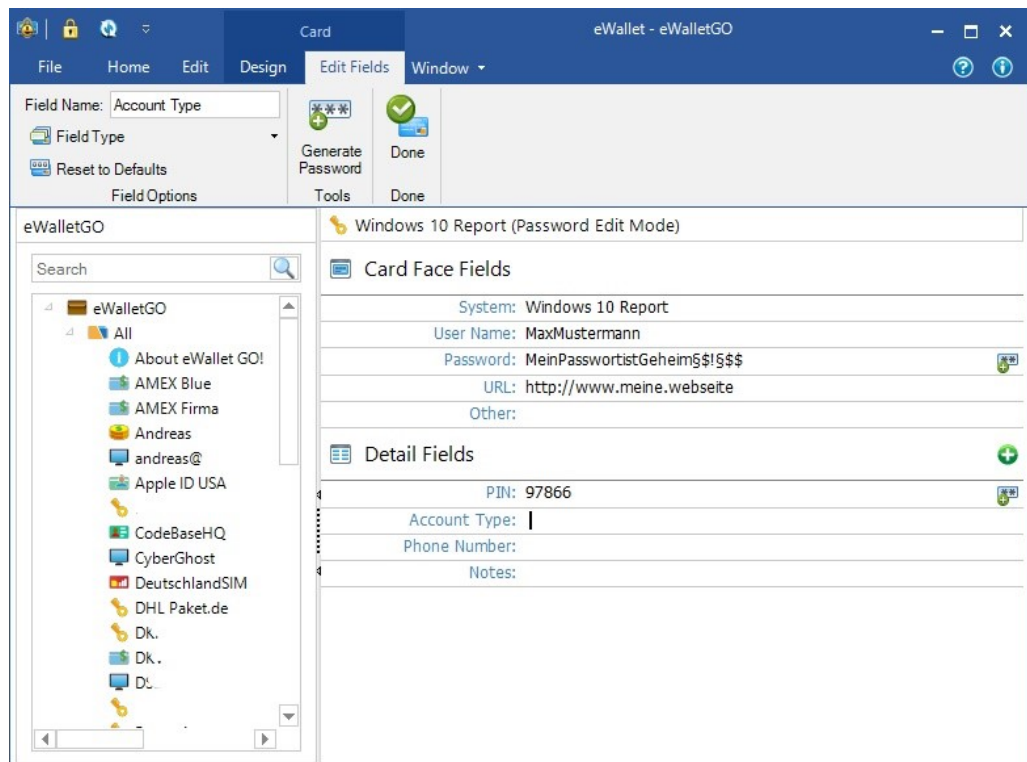 Card
eWallet - eWalletGO
File Home Edit Design Edit Fields Window
Field Name: Account Type
Field Type
Reset to Defaults
Field Options
Generate Password
Tools
Done
Done
eWalletGO
Windows 10 Report (Password Edit Mode)
Search
eWalletGO
All
About eWallet GO!
AMEX Blue
AMEX Firma
Andreas
andreas@
Apple ID USA
CodeBaseHQ
CyberGhost
DeutschlandSIM
DHL Paket.de
Card Face Fields
System: Windows 10 Report
User Name: MaxMustermann
Password: MeinPasswortistGeheim§$!§$$
URL: http://www.meine.webseite
Other:
Detail Fields
PIN: 97866
Account Type:
Phone Number:
Notes: